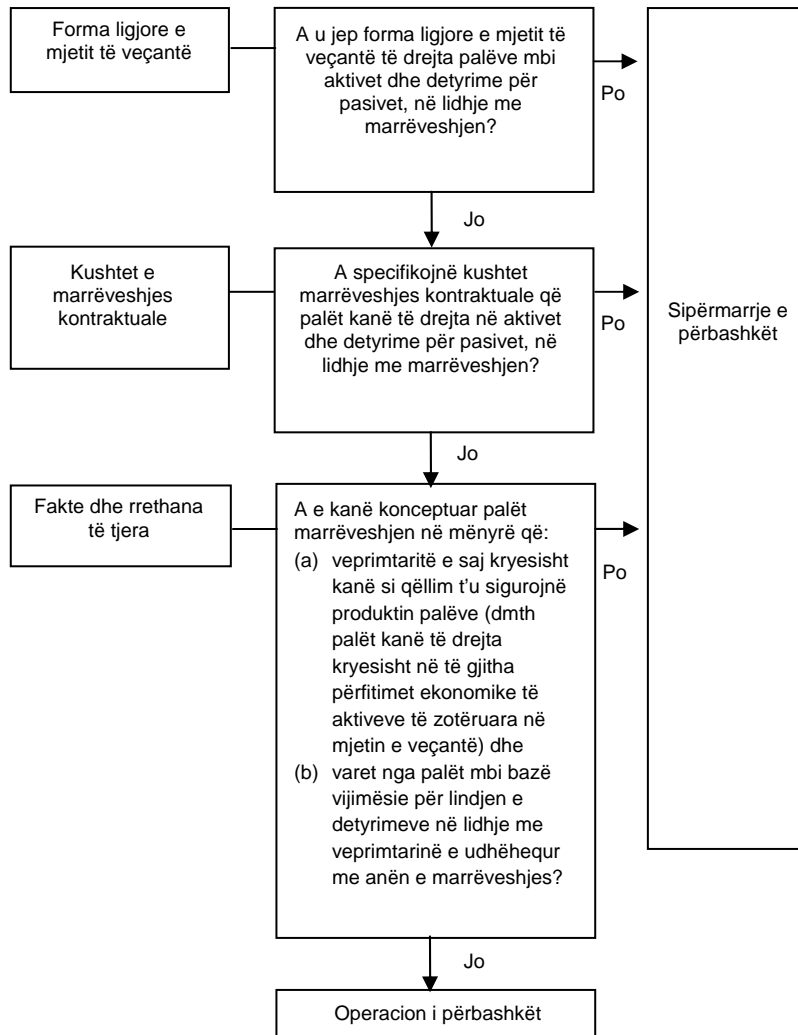 Forma ligjore e
mjetit të veçantë
A u jep forma ligjore e mjetit të
veçantë të drejta palëve mbi
aktivet dhe detyrime për
pasivet, në lidhje me
marrëveshjen?
Po
Jo
Kushtet e
marrëveshjes
kontraktuale
A specifikojnë kushtet
marrëveshjes kontraktuale që
palët kanë të drejta në aktivet
dhe detyrime për pasivet, në
lidhje me marrëveshjen?
Po
Sipërmarrje e
përbashkët
Jo
Fakte dhe rrethana
të tjera
A e kanë konceptuar palët
marrëveshjen në mënyrë që:
(a) veprimtaritë e saj kryesisht
kanë si qëllim t'u sigurojnë
produktin palëve (dmth
palët kanë të drejta
kryesisht në të gjitha
përfitimet ekonomike të
aktiveve të zotëruara në
mjetin e veçantë) dhe
(b) varet nga palët mbi bazë
vijimësie për lindjen e
detyrimeve në lidhje me
veprimtarinë e udhëhequr
me anën e marrëveshjes?
Po
Jo
Operacion i përbashkët